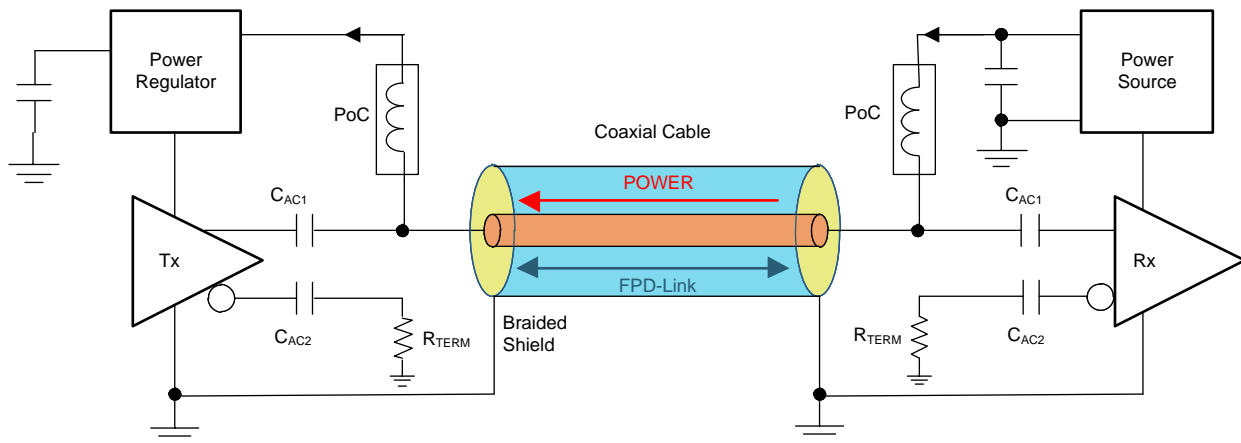 Power
Regulator
PoC
Coaxial Cable
PoC
Power
Source
POWER
FPD-Link
CAC1
Tx
CAC2
RTERM
Braided
Shield
CAC1
Rx
RTERM
CAC2